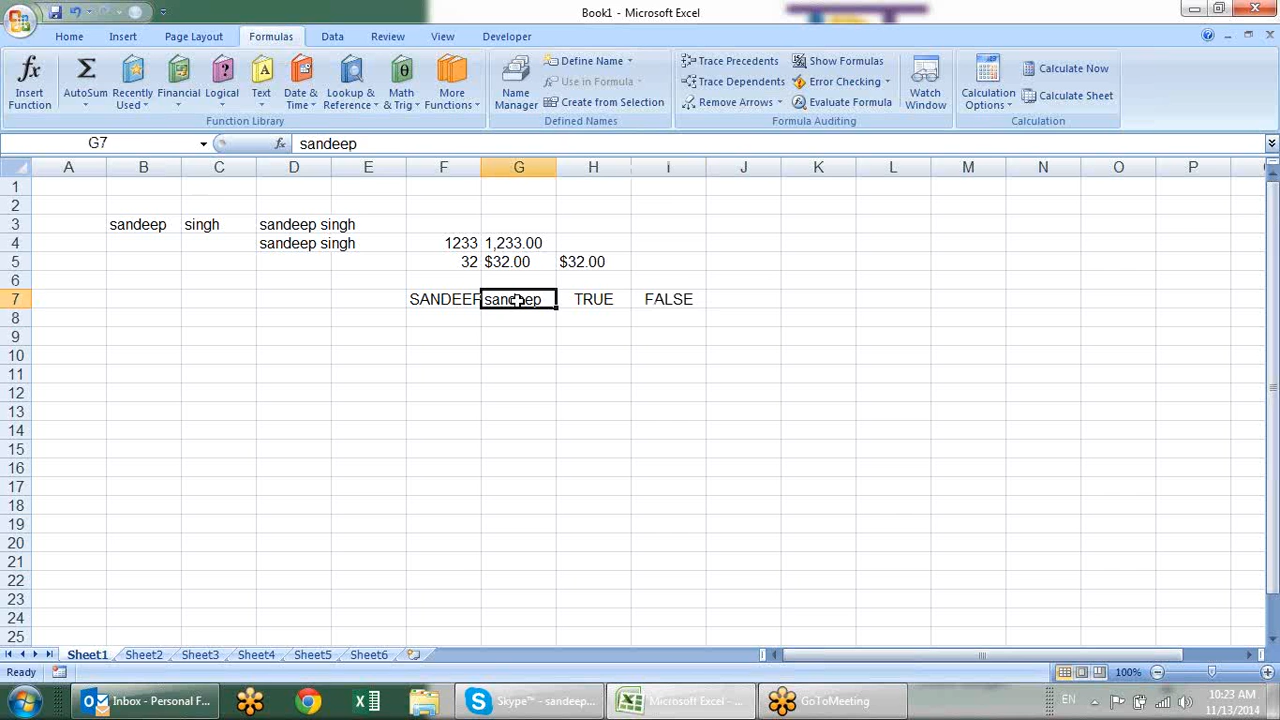 Book1 - Microsoft Excel
Home Insert Page Layout Formulas Data Review View Developer
fx Σ A θ
Insert Function
AutoSum
Recently Used
Financial
Logical
Text
Date & Time
Lookup & Reference
Math & Trig
More Functions
Function Library
Name Manager
Define Name
Use in Formula
Create from Selection
Defined Names
Trace Precedents
Trace Dependents
Remove Arrows
Show Formulas
Error Checking
Evaluate Formula
Formula Auditing
Watch Window
Calculation Options
Calculate Now
Calculate Sheet
Calculation
G7 fx sandeep
A B C D E F G H I J K L M N O P
1
2
3 sandeep singh sandeep singh
4 sandeep singh 1233 1,233.00
5 32 $32.00 $32.00
6
7 SANDEEP sandeep TRUE FALSE
8
9
10
11
12
13
14
15
16
17
18
19
20
21
22
23
24
25
Sheet1 Sheet2 Sheet3 Sheet4 Sheet5 Sheet6
Ready 100%
Inbox - Personal F... Skype™ - sandeep... Microsoft Excel - ... GoToMeeting EN 10:23 AM
11/13/2014